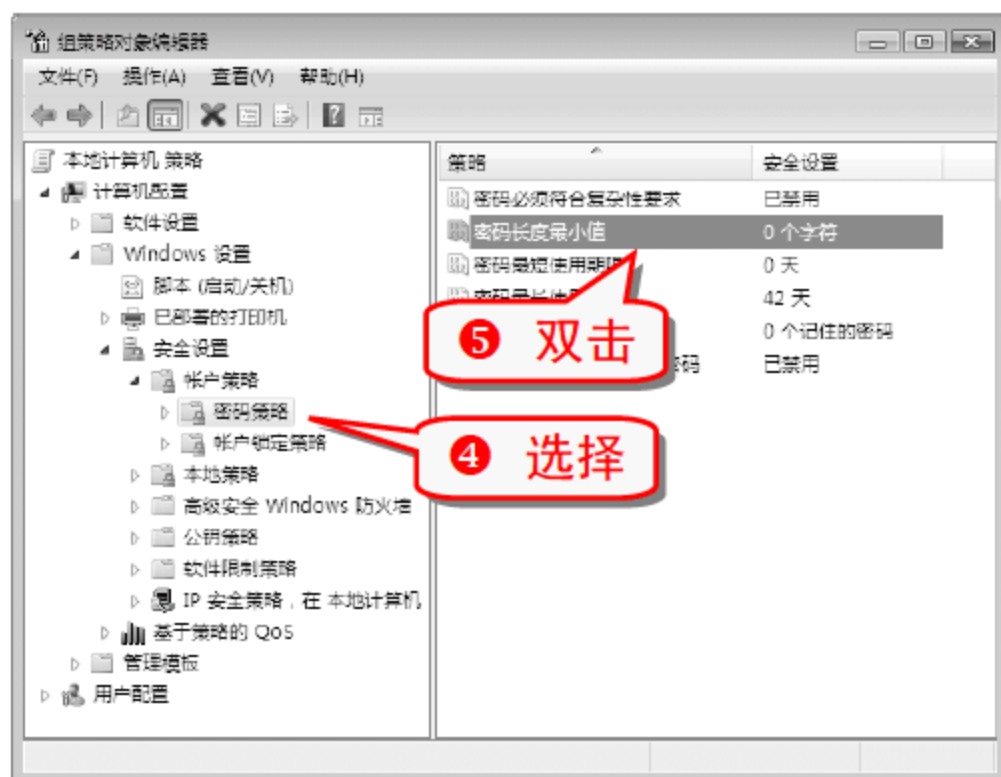 组策略对象编辑器
文件(F) 操作(A) 查看(V) 帮助(H)
本地计算机 策略
计算机配置
软件设置
Windows 设置
脚本 (启动/关机)
已部署的打印机
安全设置
帐户策略
密码策略
帐户锁定策略
本地策略
高级安全 Windows 防火墙
公钥策略
软件限制策略
IP 安全策略，在 本地计算机
基于策略的 QoS
管理模板
用户配置
策略 安全设置
密码必须符合复杂性要求 已禁用
密码长度最小值 0 个字符
密码最短使用期限 0 天
密码最长使 42 天
0 个记住的密码
密码 已禁用
5 双击
4 选择